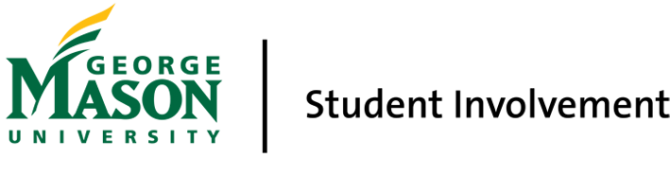 GEORGE
MASON
UNIVERSITY
Student Involvement